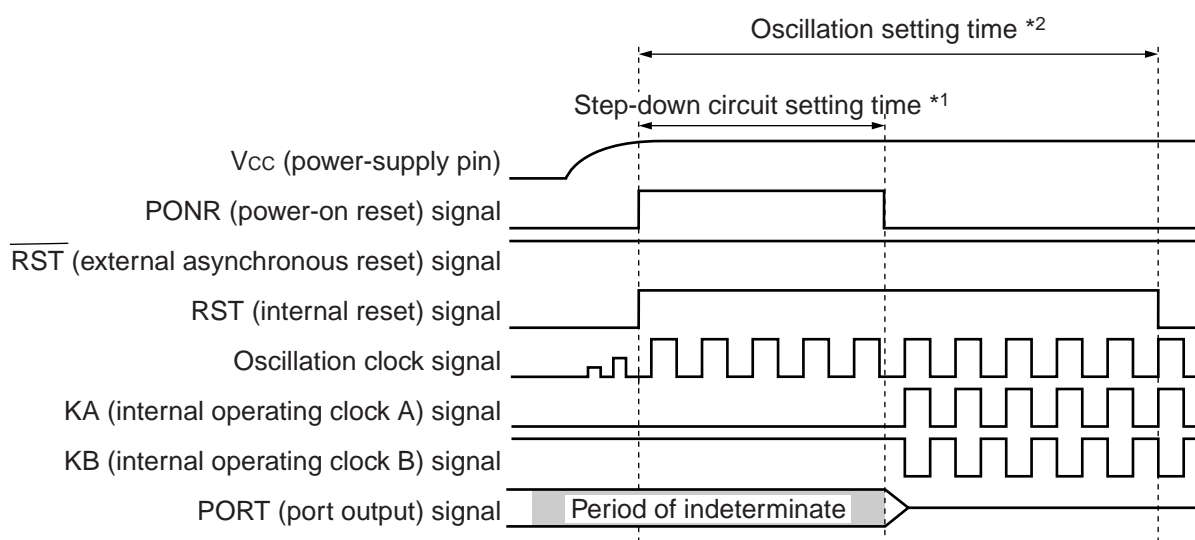 Oscillation setting time *2
Step-down circuit setting time *1
Vcc (power-supply pin)
PONR (power-on reset) signal
R̅S̅T̅ (external asynchronous reset) signal
RST (internal reset) signal
Oscillation clock signal
KA (internal operating clock A) signal
KB (internal operating clock B) signal
PORT (port output) signal
Period of indeterminate